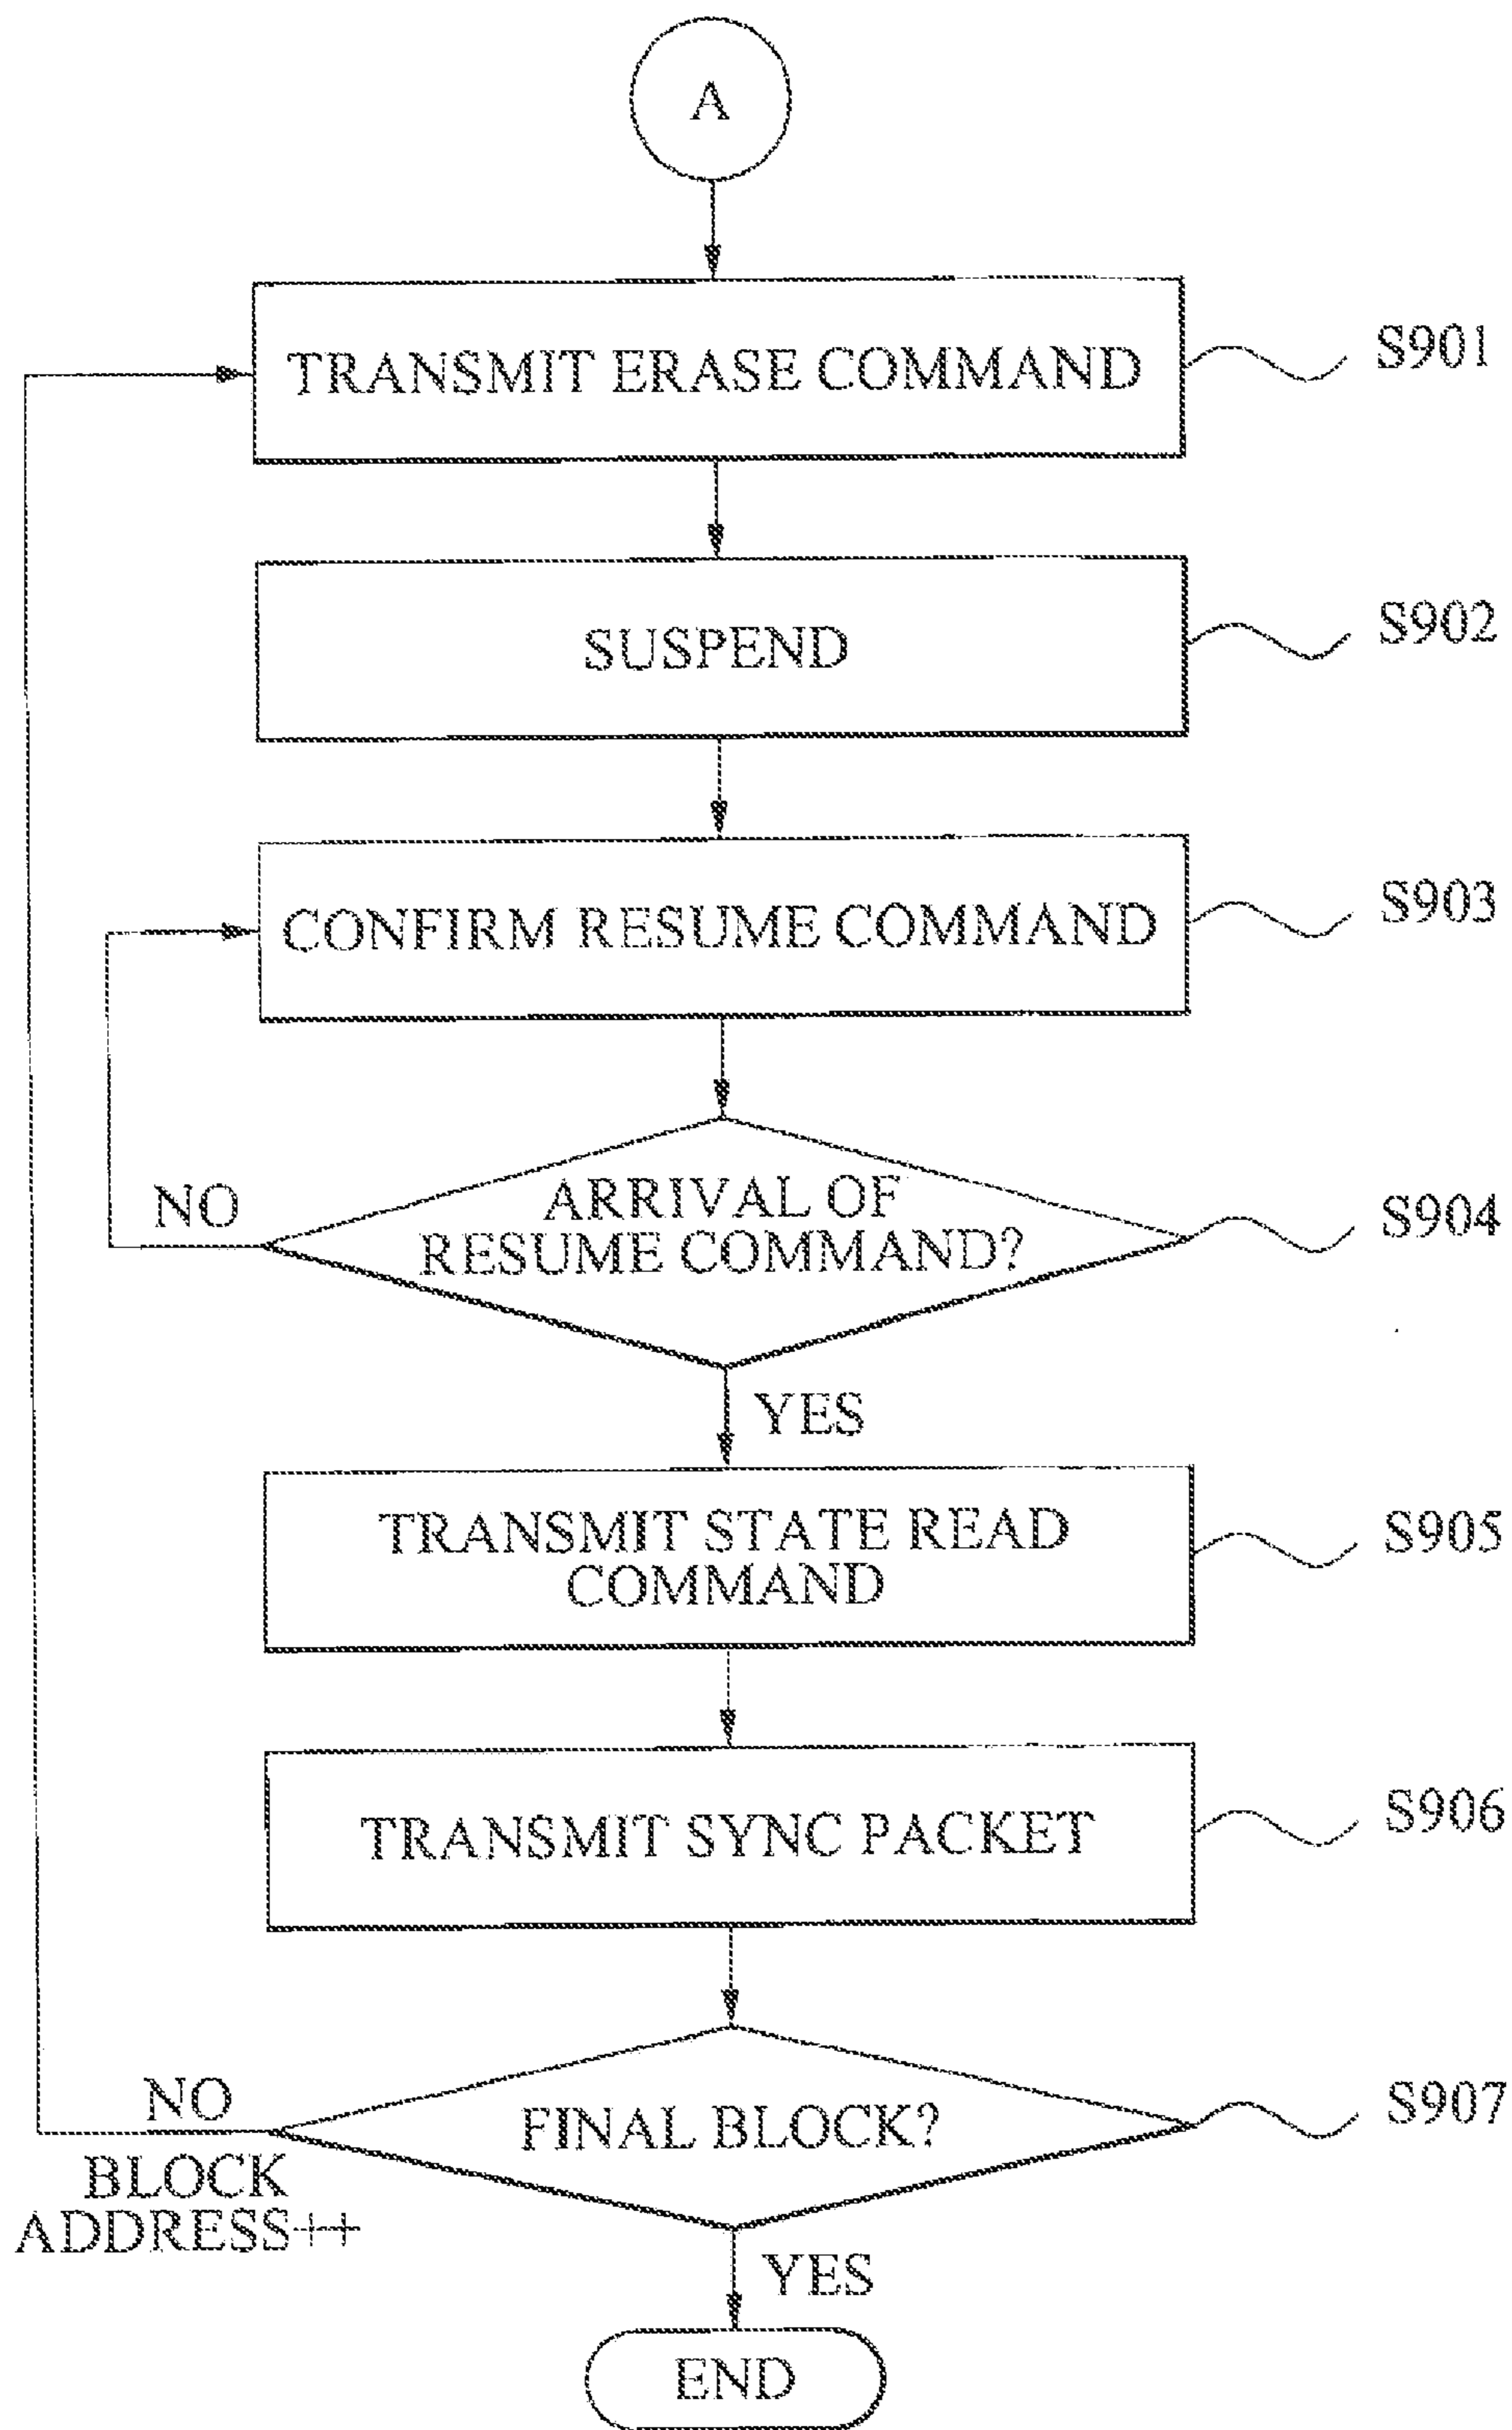 A
TRANSMIT ERASE COMMAND
S901
SUSPEND
S902
CONFIRM RESUME COMMAND
S903
NO
ARRIVAL OF
RESUME COMMAND?
S904
YES
TRANSMIT STATE READ
COMMAND
S905
TRANSMIT SYNC PACKET
S906
NO
FINAL BLOCK?
S907
BLOCK
ADDRESS++
YES
END